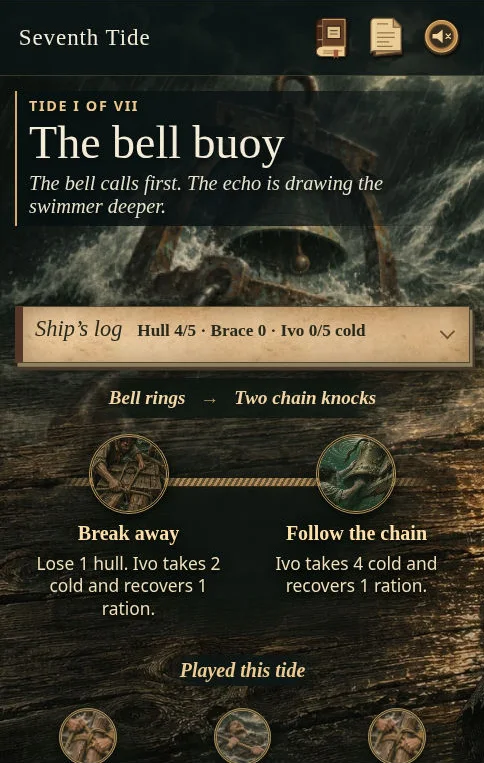 Seventh Tide
TIDE I OF VII
The bell buoy
The bell calls first. The echo is drawing the
swimmer deeper.
Ship’s log Hull 4/5 · Brace 0 · Ivo 0/5 cold
Bell rings → Two chain knocks
Break away
Lose 1 hull. Ivo takes 2
cold and recovers 1
ration.
Follow the chain
Ivo takes 4 cold and
recovers 1 ration.
Played this tide